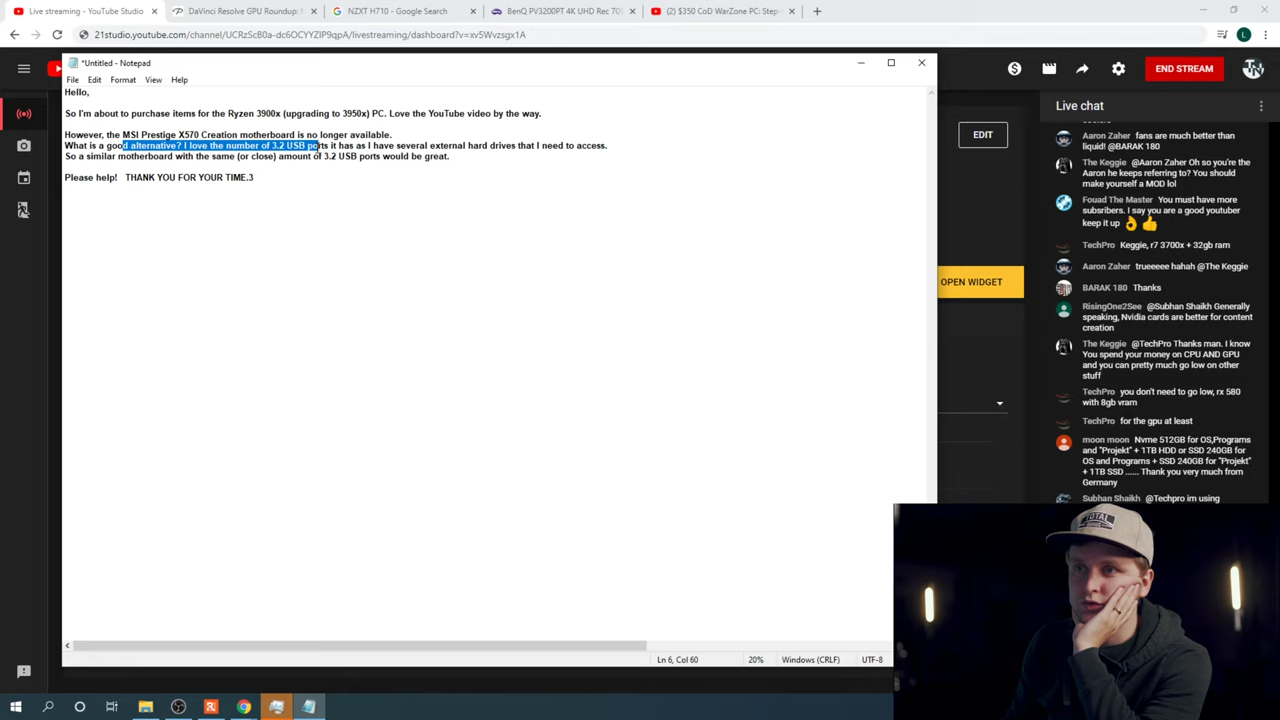 Live streaming - YouTube Studio
DaVinci Resolve GPU Roundup:
NZXT H710 - Google Search
BenQ PV3200PT 4K UHD Rec 709
(2) $350 CoD WarZone PC: Step-
21studio.youtube.com/channel/UCRzScB0a-dc6OCYYZIP9qpA/livestreaming/dashboard?v=xv5Wvzsgx1A
L
*Untitled - Notepad
File Edit Format View Help
Hello,
So I'm about to purchase items for the Ryzen 3900x (upgrading to 3950x) PC. Love the YouTube video by the way.
However, the MSI Prestige X570 Creation motherboard is no longer available.
What is a good alternative? I love the number of 3.2 USB ports it has as I have several external hard drives that I need to access.
So a similar motherboard with the same (or close) amount of 3.2 USB ports would be great.
Please help! THANK YOU FOR YOUR TIME.3
Ln 6, Col 60
20%
Windows (CRLF)
UTF-8
END STREAM
EDIT
OPEN WIDGET
Live chat
Aaron Zaher fans are much better than
liquid! @BARAK 180
The Keggie @Aaron Zaher Oh so you're the
Aaron he keeps referring to? You should
make yourself a MOD lol
Fouad The Master You must have more
subsribers. I say you are a good youtuber
keep it up 👌 👍
TechPro Keggie, r7 3700x + 32gb ram
Aaron Zaher trueeeee hahah @The Keggie
BARAK 180 Thanks
RisingOne2See @Subhan Shaikh Generally
speaking, Nvidia cards are better for content
creation
The Keggie @TechPro Thanks man. I know
You spend your money on CPU AND GPU
and you can pretty much go low on other
stuff
TechPro you don't need to go low, rx 580
with 8gb vram
TechPro for the gpu at least
moon moon Nvme 512GB for OS,Programs
and "Projekt" + 1TB HDD or SSD 240GB for
OS and Programs + SSD 240GB for "Projekt"
+ 1TB SSD ...... Thank you very much from
Germany
Subhan Shaikh @Techpro im using
TOTAL